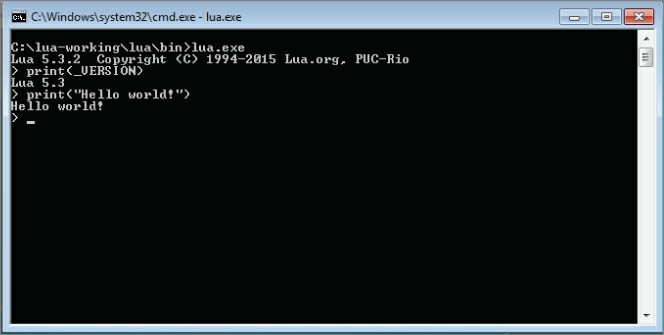 C:\Windows\system32\cmd.exe - lua.exe
C:\lua-working\lua\bin>lua.exe
Lua 5.3.2  Copyright (C) 1994-2015 Lua.org, PUC-Rio
> print(_VERSION)
Lua 5.3
> print("Hello world!")
Hello world!
> _